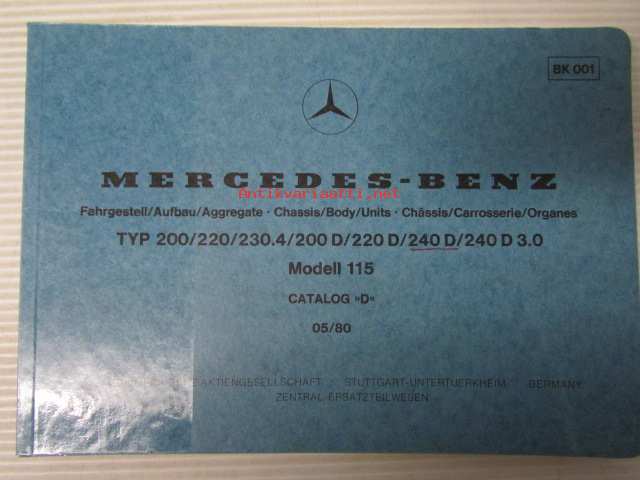 BK 001
MERCEDES-BENZ
Antikvariaatti.net
Fahrgestell/Aufbau/Aggregate · Chassis/Body/Units · Châssis/Carrosserie/Organes
TYP 200/220/230.4/200 D/220 D/240 D/240 D 3.0
Modell 115
CATALOG »D«
05/80
AKTIENGESELLSCHAFT STUTTGART-UNTERTUERKHEIM GERMANY
ZENTRAL-ERSATZTEILWESEN